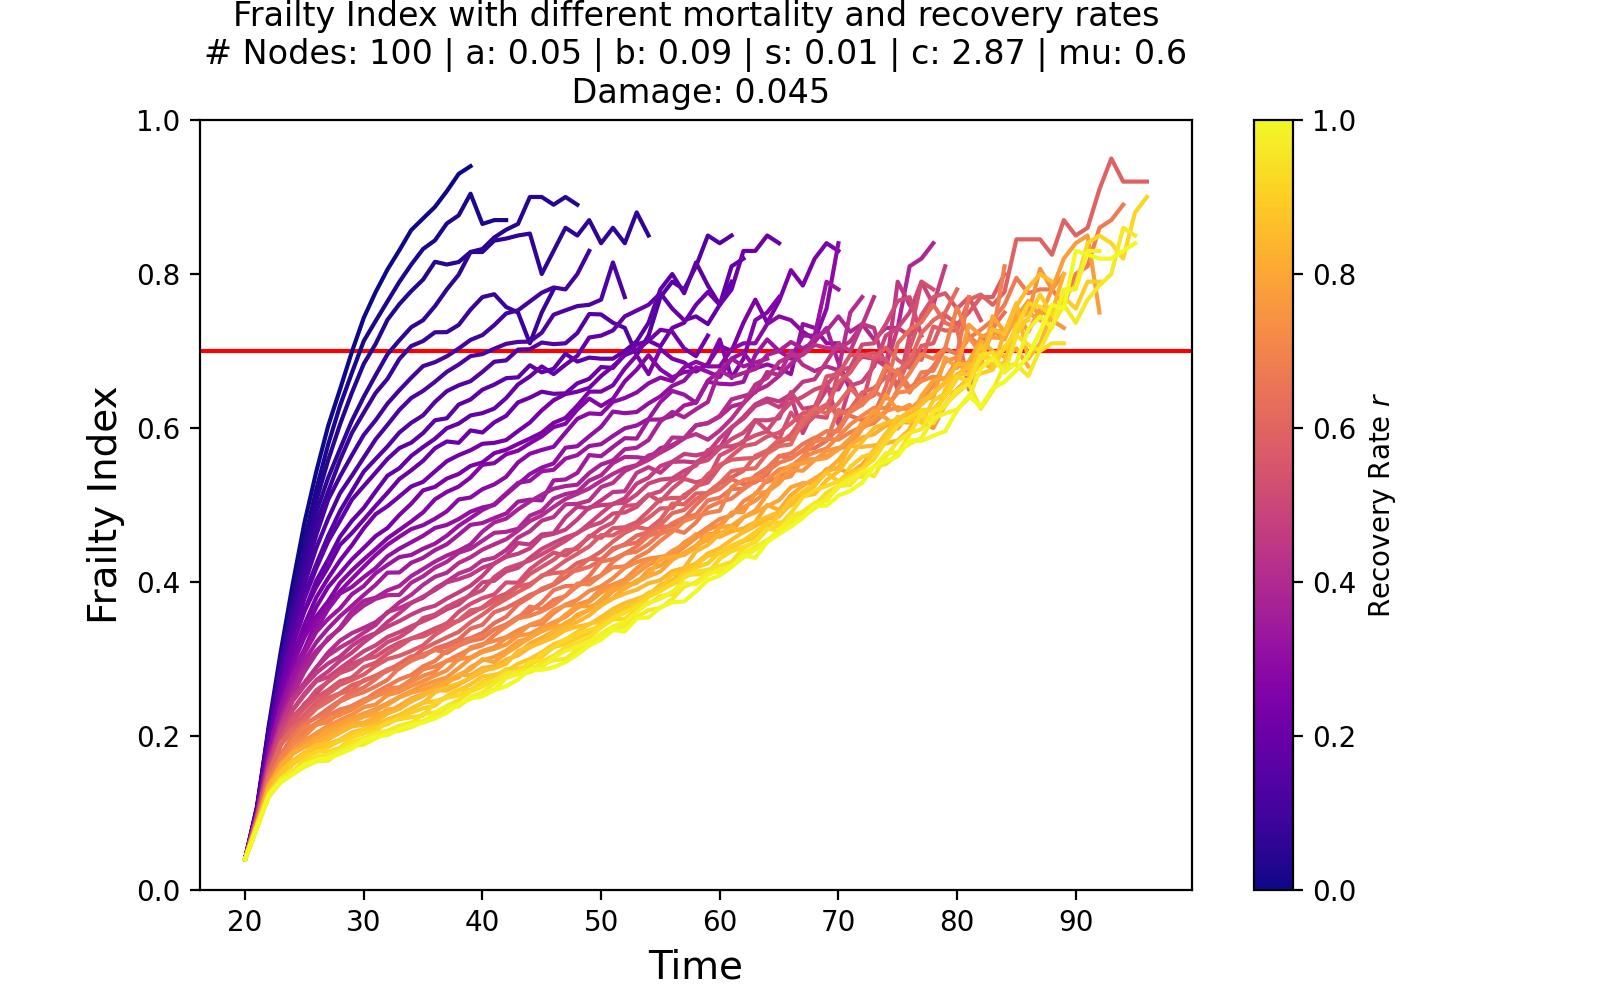 Frailty Index with different mortality and recovery rates
# Nodes: 100 | a: 0.05 | b: 0.09 | s: 0.01 | c: 2.87 | mu: 0.6
Damage: 0.045
1.0
0.8
0.6
0.4
0.2
0.0
Frailty Index
20 30 40 50 60 70 80 90
Time
1.0
0.8
0.6
0.4
0.2
0.0
Recovery Rate r